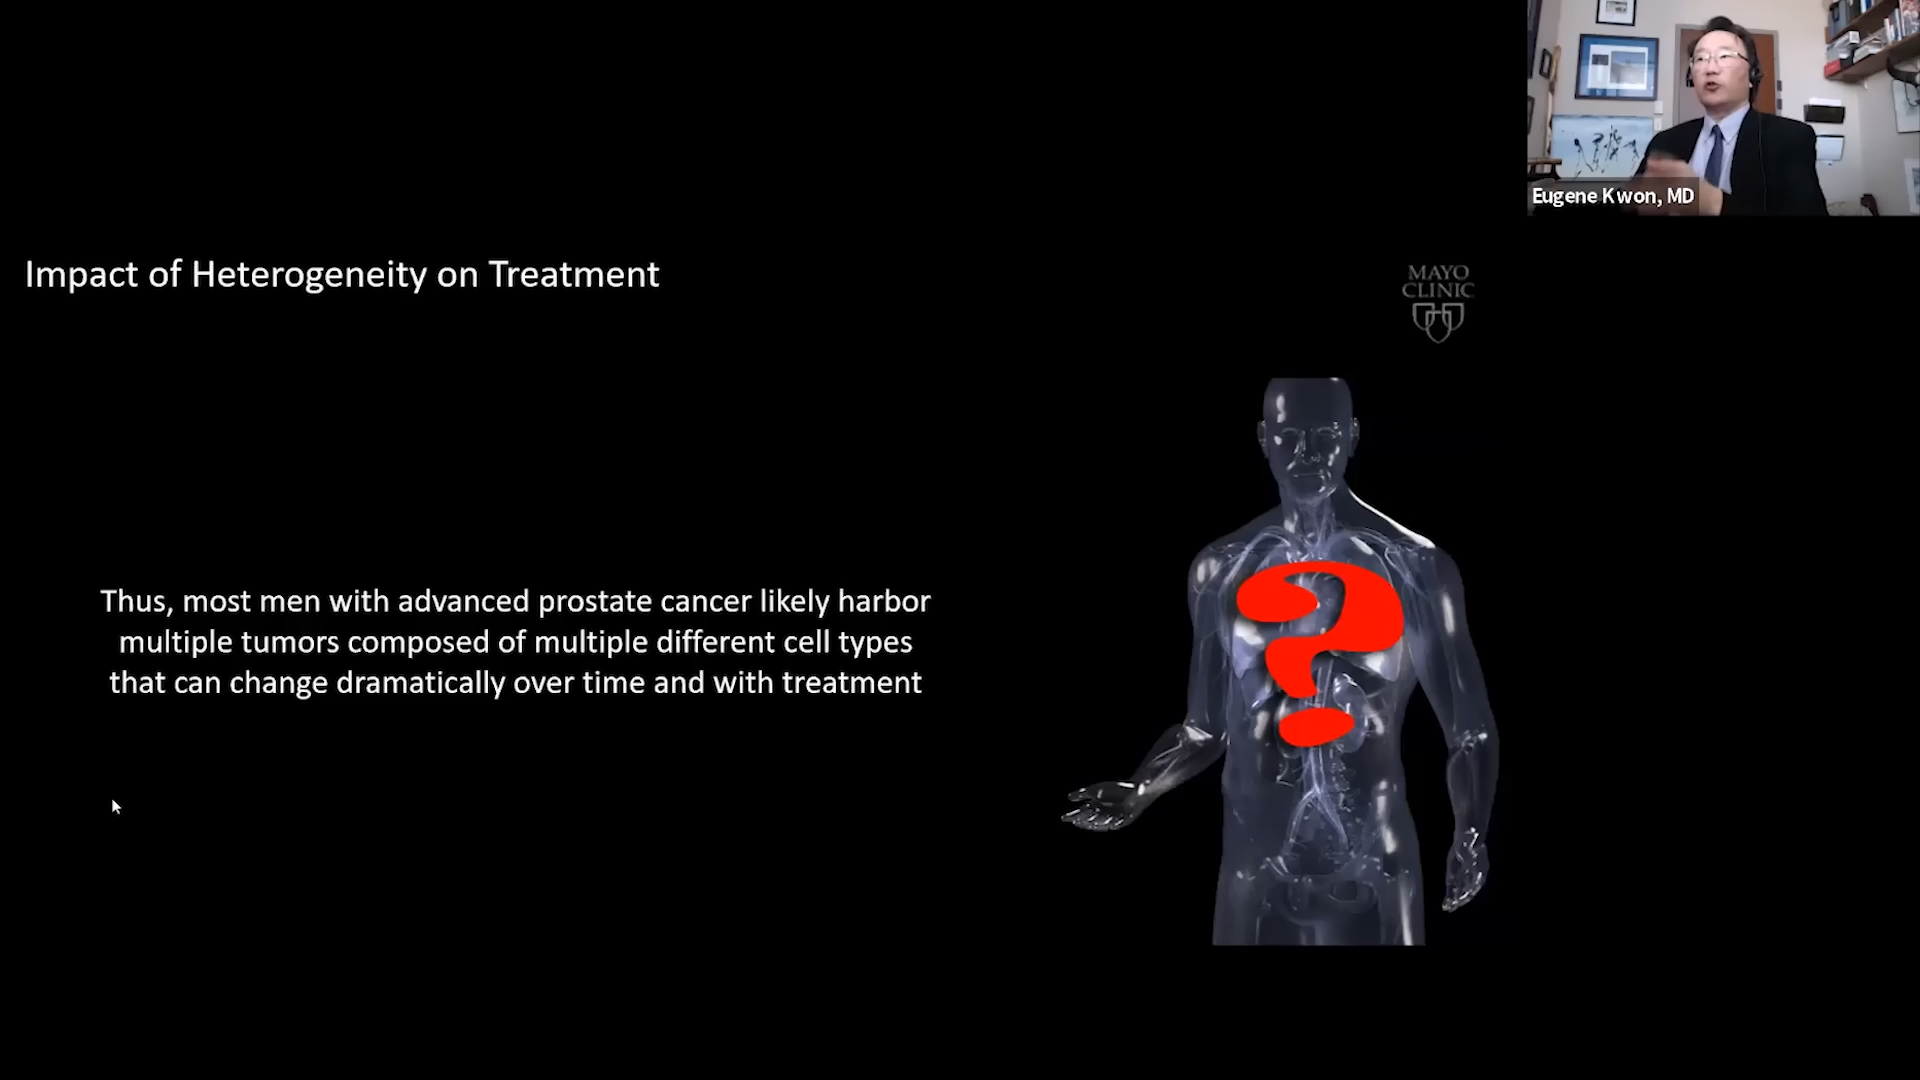 Eugene Kwon, MD
Impact of Heterogeneity on Treatment
MAYO
CLINIC
Thus, most men with advanced prostate cancer likely harbor
multiple tumors composed of multiple different cell types
that can change dramatically over time and with treatment
?